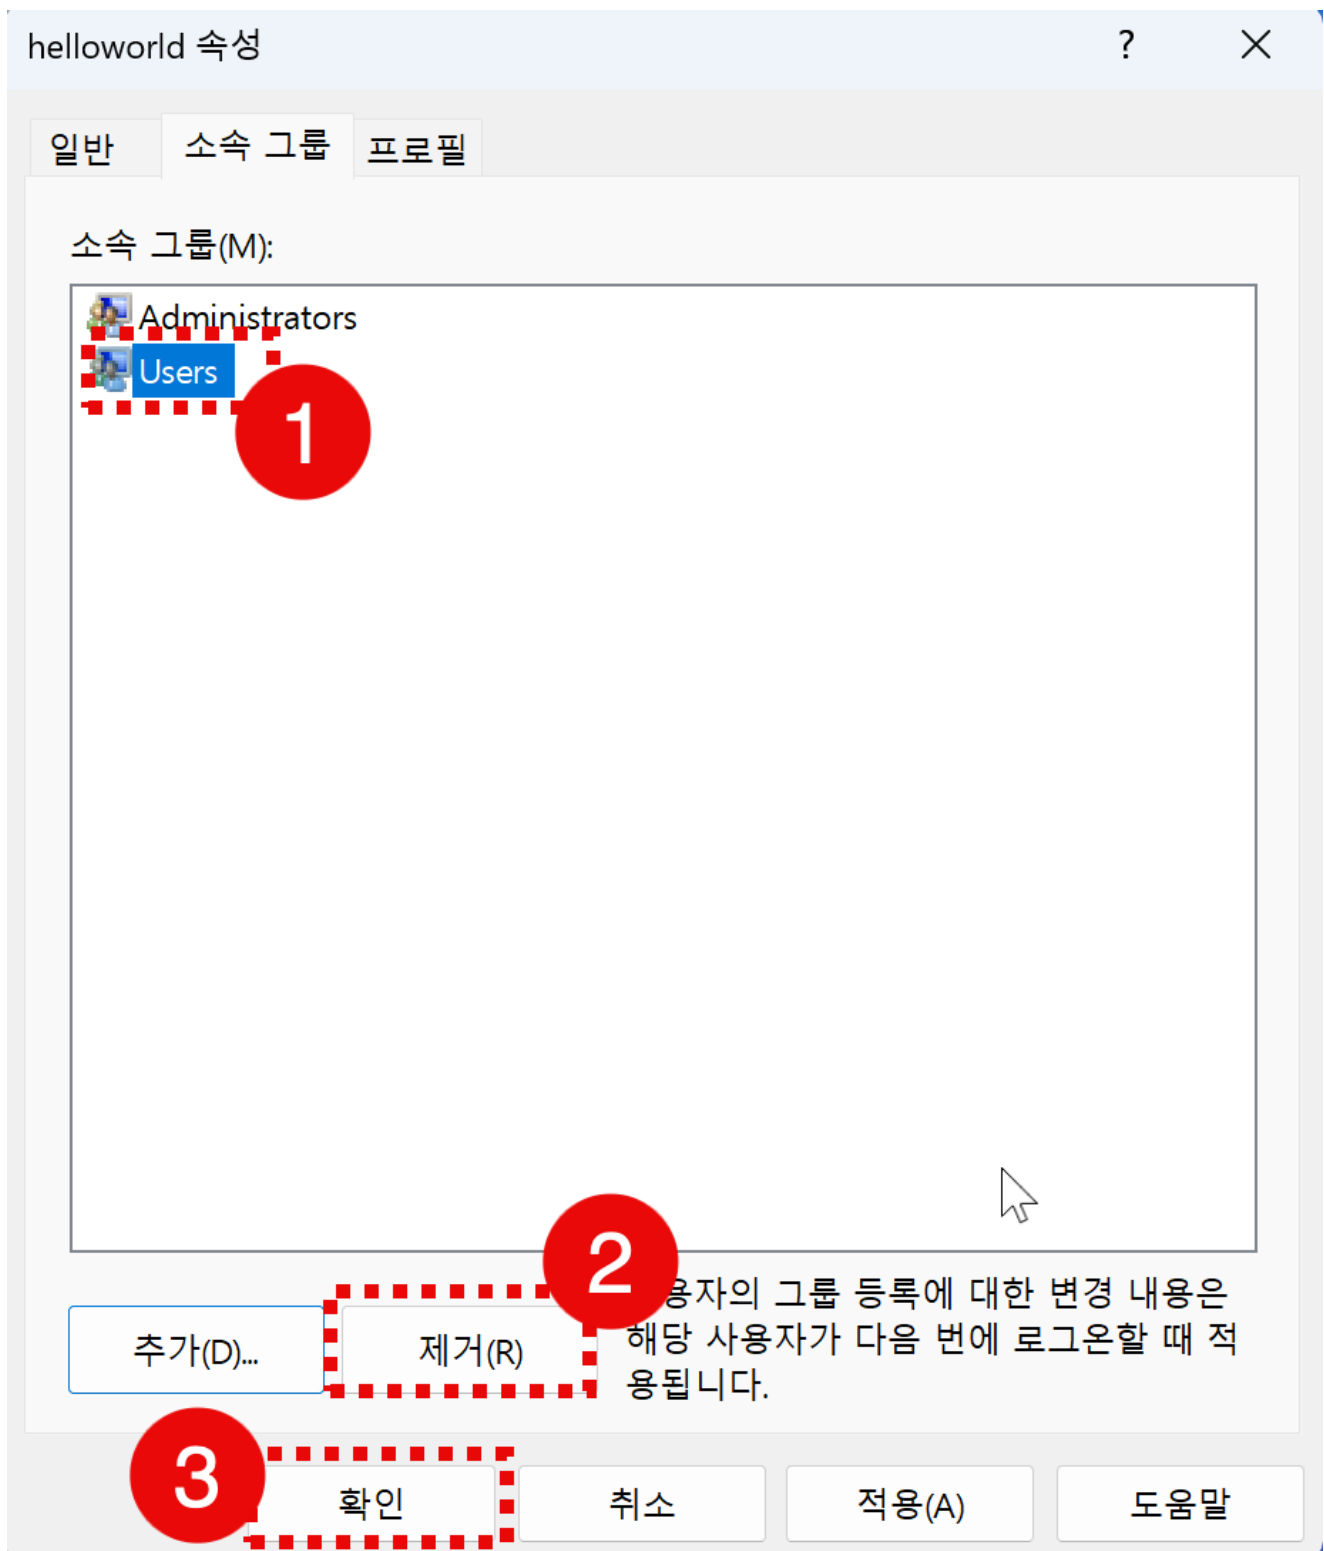 helloworld 속성
일반 소속 그룹 프로필
소속 그룹(M):
Administrators
Users
1
2
용자의 그룹 등록에 대한 변경 내용은
해당 사용자가 다음 번에 로그온할 때 적
용됩니다.
추가(D)... 제거(R)
3
확인 취소 적용(A) 도움말